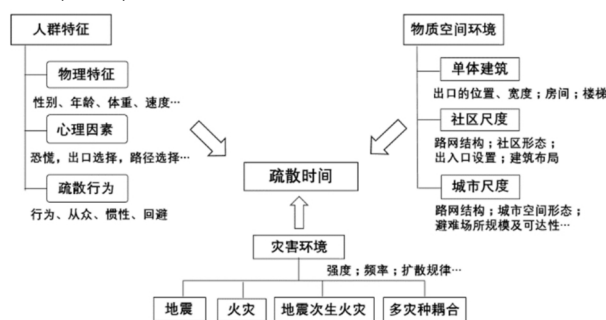 人群特征
物理特征
性别、年龄、体重、速度…
心理因素
恐慌，出口选择，路径选择…
疏散行为
行为、从众、惯性、回避
物质空间环境
单体建筑
出口的位置、宽度；房间；楼梯
社区尺度
路网结构；社区形态；
出入口设置；建筑布局
城市尺度
路网结构；城市空间形态；
避难场所规模及可达性…
疏散时间
灾害环境
强度；频率；扩散规律…
地震
火灾
地震次生火灾
多灾种耦合